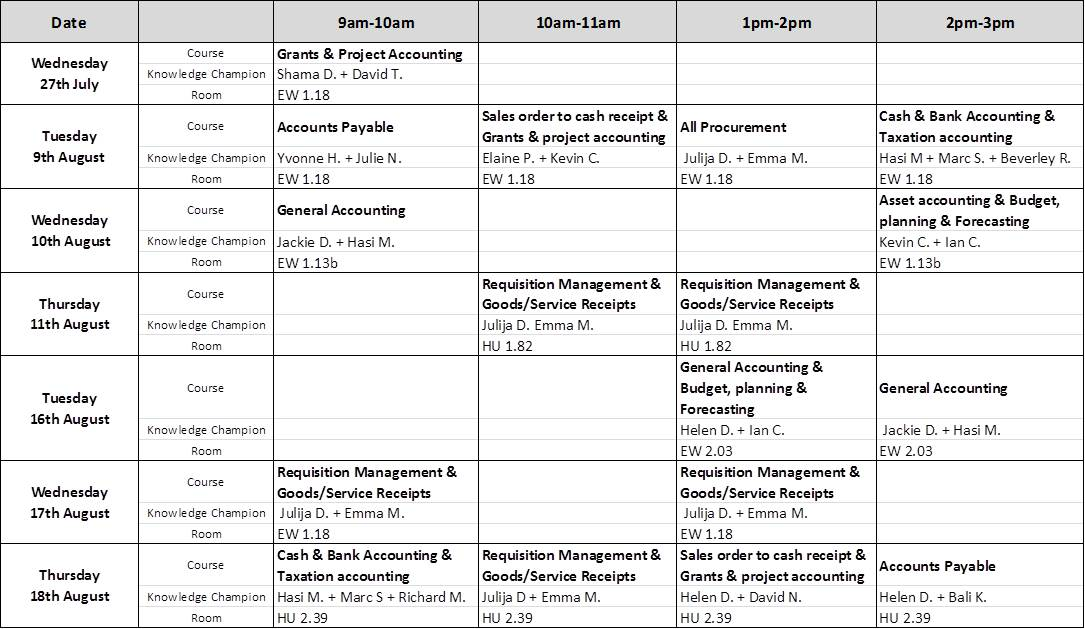 Date 9am-10am 10am-11am 1pm-2pm 2pm-3pm
Wednesday
27th July
Course Grants & Project Accounting
Knowledge Champion Shama D. + David T.
Room EW 1.18
Tuesday
9th August
Course Accounts Payable Sales order to cash receipt &
Grants & project accounting All Procurement Cash & Bank Accounting &
Taxation accounting
Knowledge Champion Yvonne H. + Julie N. Elaine P. + Kevin C. Julija D. + Emma M. Hasi M + Marc S. + Beverley R.
Room EW 1.18 EW 1.18 EW 1.18 EW 1.18
Wednesday
10th August
Course General Accounting Asset accounting & Budget,
planning & Forecasting
Knowledge Champion Jackie D. + Hasi M. Kevin C. + Ian C.
Room EW 1.13b EW 1.13b
Thursday
11th August
Course Requisition Management &
Goods/Service Receipts Requisition Management &
Goods/Service Receipts
Knowledge Champion Julija D. Emma M. Julija D. Emma M.
Room HU 1.82 HU 1.82
Tuesday
16th August
Course General Accounting &
Budget, planning &
Forecasting General Accounting
Knowledge Champion Helen D. + Ian C. Jackie D. + Hasi M.
Room EW 2.03 EW 2.03
Wednesday
17th August
Course Requisition Management &
Goods/Service Receipts Requisition Management &
Goods/Service Receipts
Knowledge Champion Julija D. + Emma M. Julija D. + Emma M.
Room EW 1.18 EW 1.18
Thursday
18th August
Course Cash & Bank Accounting &
Taxation accounting Requisition Management &
Goods/Service Receipts Sales order to cash receipt &
Grants & project accounting Accounts Payable
Knowledge Champion Hasi M. + Marc S + Richard M. Julija D + Emma M. Helen D. + David N. Helen D. + Bali K.
Room HU 2.39 HU 2.39 HU 2.39 HU 2.39